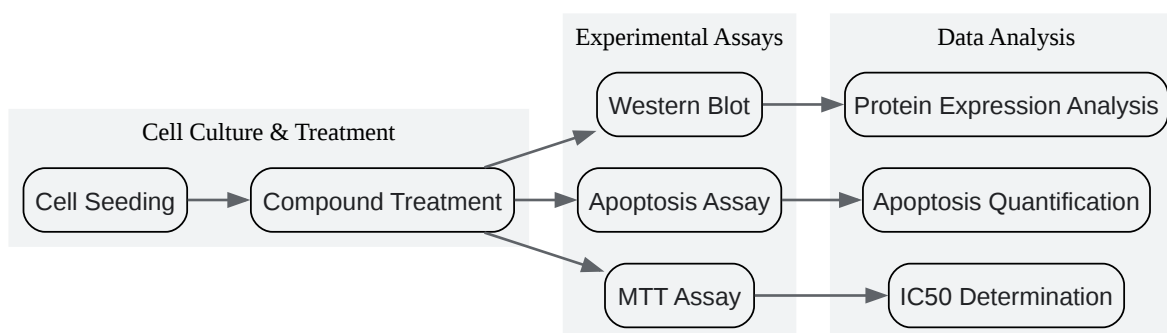 Experimental Assays
Data Analysis
Western Blot
Protein Expression Analysis
Cell Culture & Treatment
Cell Seeding
Compound Treatment
Apoptosis Assay
Apoptosis Quantification
MTT Assay
IC50 Determination